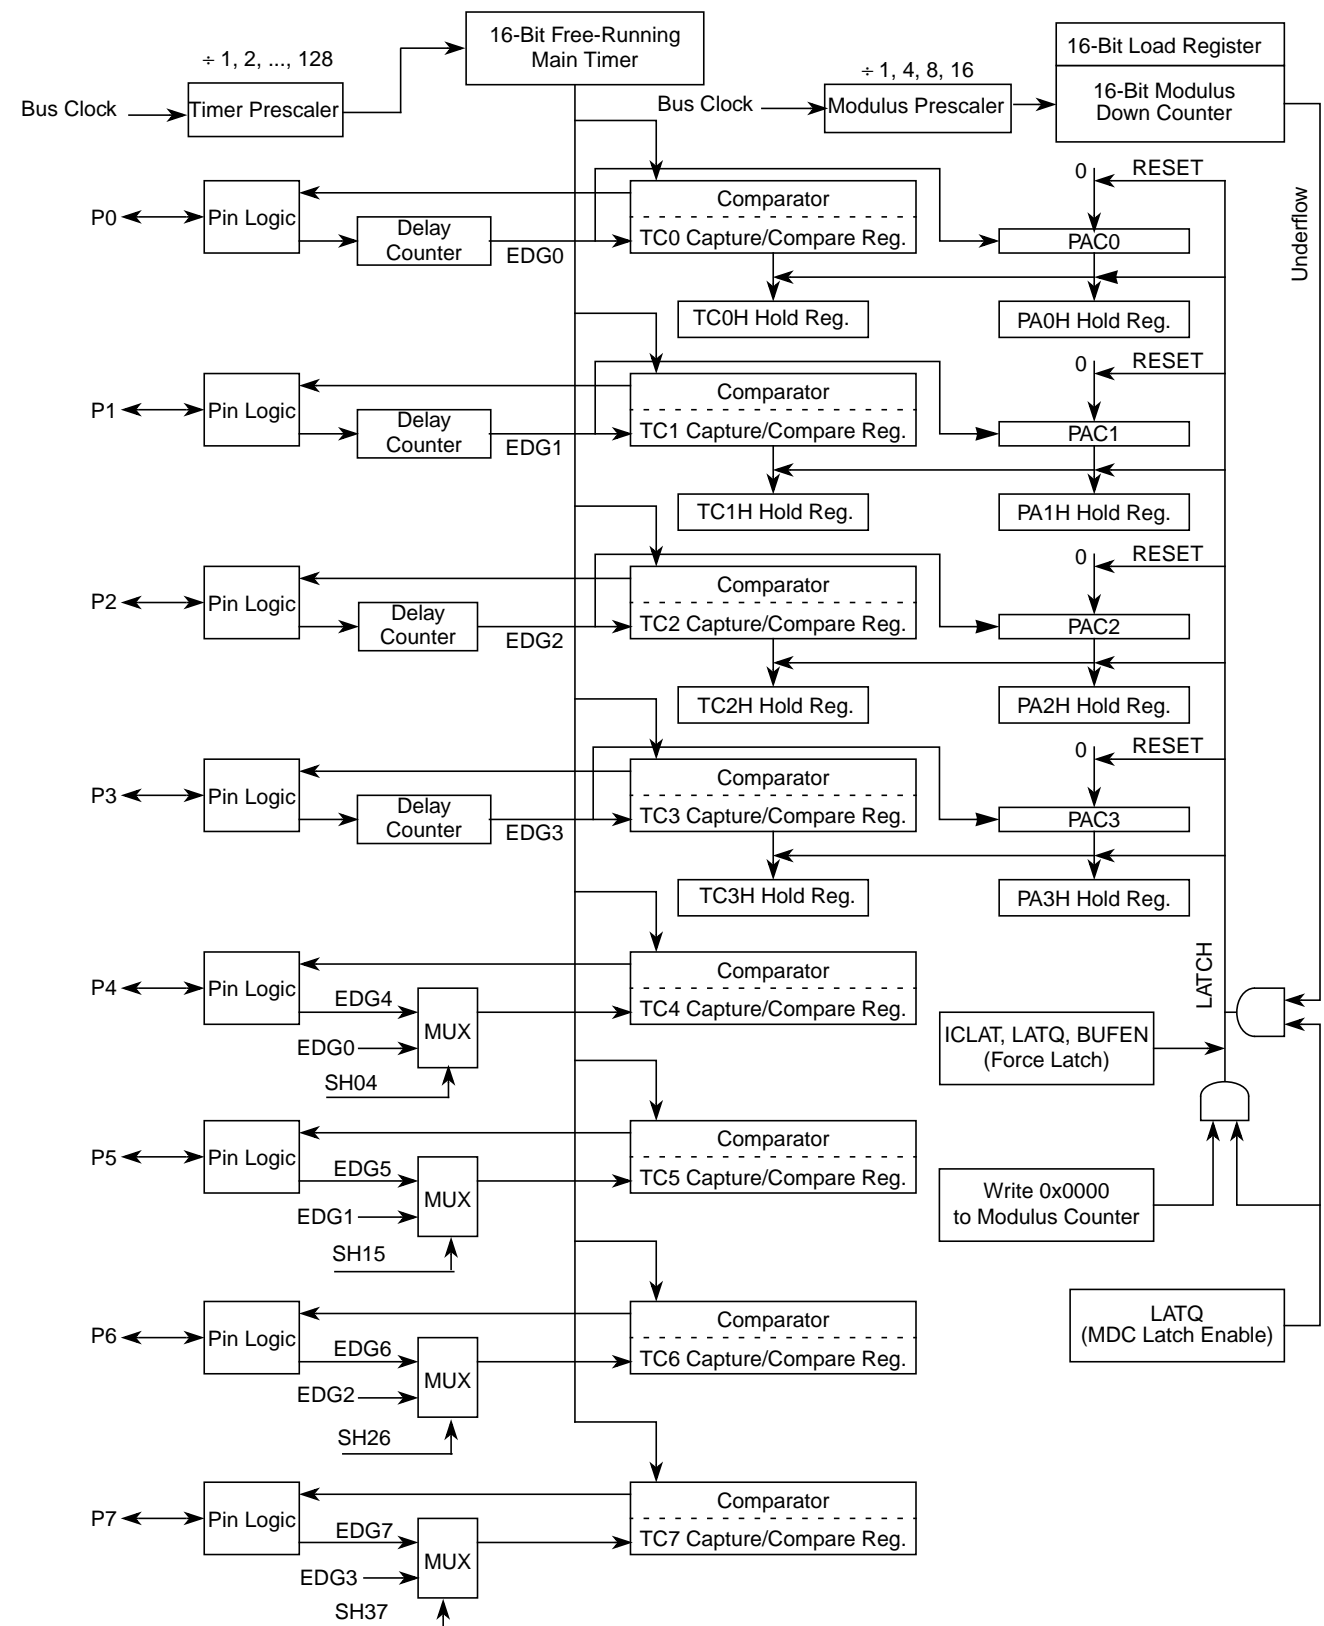 16-Bit Free-Running
Main Timer
÷ 1, 2, ..., 128
Bus Clock
Timer Prescaler
÷ 1, 4, 8, 16
Bus Clock
Modulus Prescaler
16-Bit Load Register
16-Bit Modulus
Down Counter
Underflow
P0
Pin Logic
Delay
Counter
EDG0
Comparator
TC0 Capture/Compare Reg.
TC0H Hold Reg.
0
RESET
PAC0
PA0H Hold Reg.
P1
Pin Logic
Delay
Counter
EDG1
Comparator
TC1 Capture/Compare Reg.
TC1H Hold Reg.
0
RESET
PAC1
PA1H Hold Reg.
P2
Pin Logic
Delay
Counter
EDG2
Comparator
TC2 Capture/Compare Reg.
TC2H Hold Reg.
0
RESET
PAC2
PA2H Hold Reg.
P3
Pin Logic
Delay
Counter
EDG3
Comparator
TC3 Capture/Compare Reg.
TC3H Hold Reg.
0
RESET
PAC3
PA3H Hold Reg.
P4
Pin Logic
EDG4
EDG0
MUX
SH04
Comparator
TC4 Capture/Compare Reg.
LATCH
ICLAT, LATQ, BUFEN
(Force Latch)
P5
Pin Logic
EDG5
EDG1
MUX
SH15
Comparator
TC5 Capture/Compare Reg.
Write 0x0000
to Modulus Counter
P6
Pin Logic
EDG6
EDG2
MUX
SH26
Comparator
TC6 Capture/Compare Reg.
LATQ
(MDC Latch Enable)
P7
Pin Logic
EDG7
EDG3
MUX
SH37
Comparator
TC7 Capture/Compare Reg.